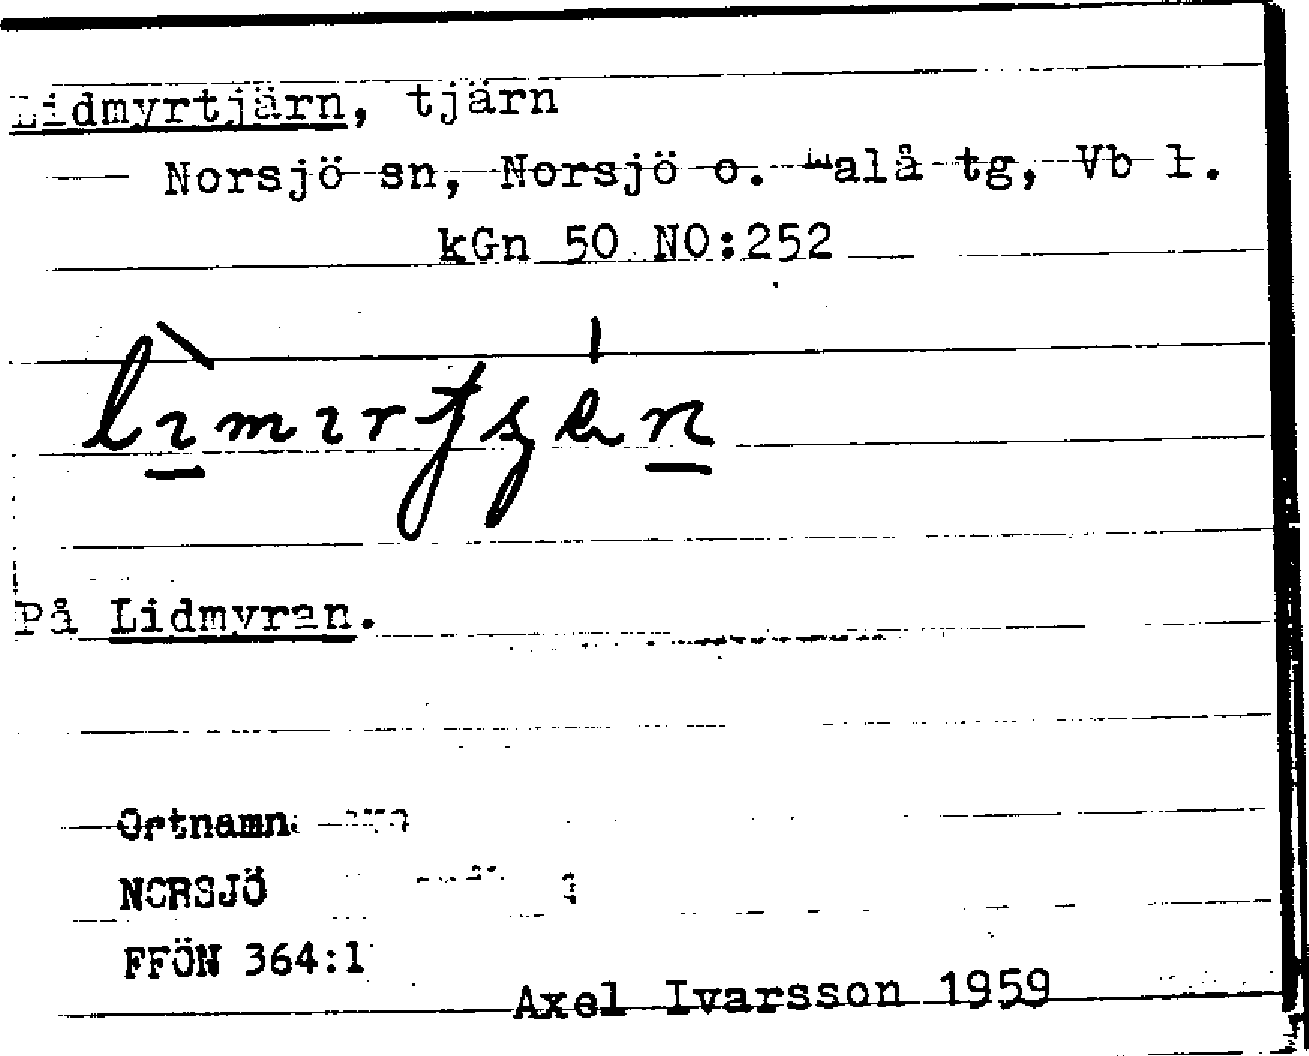 Lidmyrtjärn, tjärn
Norsjö sn, Norsjö o. Malå tg, Vb l.
kGn 50 NO:252
På Lidmyran.
Ortnamn
NORSJÖ
FFÖN 364:1
Axel Ivarsson 1959